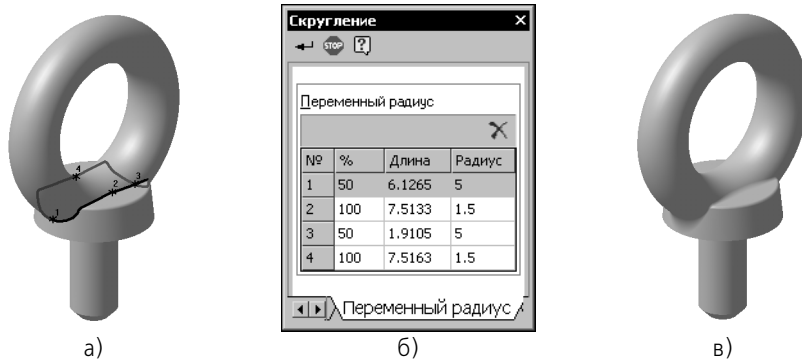 Скругление
STOP
Переменный радиус
№ % Длина Радиус
1 50 6.1265 5
2 100 7.5133 1.5
3 50 1.9105 5
4 100 7.5163 1.5
Переменный радиус
4
3
2
1
а) б) в)